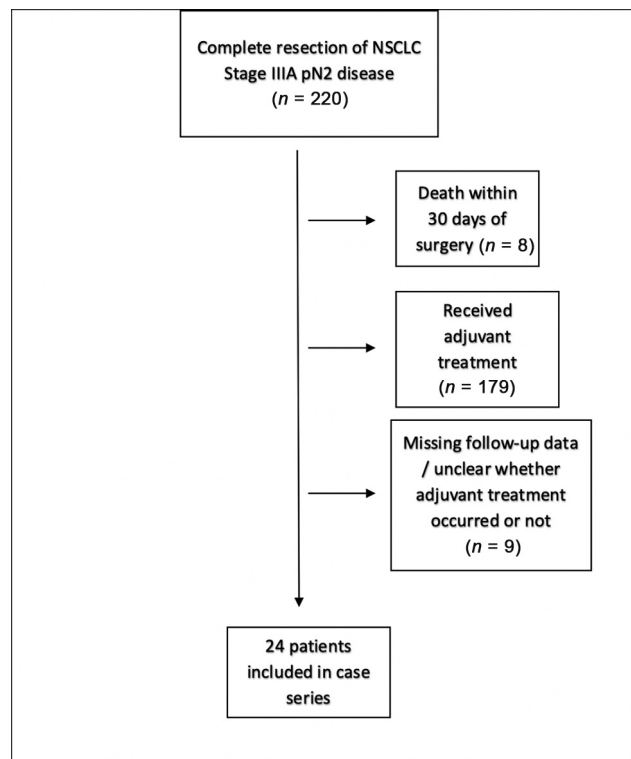 Complete resection of NSCLC
Stage IIIA pN2 disease
(n = 220)
Death within
30 days of
surgery (n = 8)
Received
adjuvant
treatment
(n = 179)
Missing follow-up data
/ unclear whether
adjuvant treatment
occurred or not
(n = 9)
24 patients
included in case
series